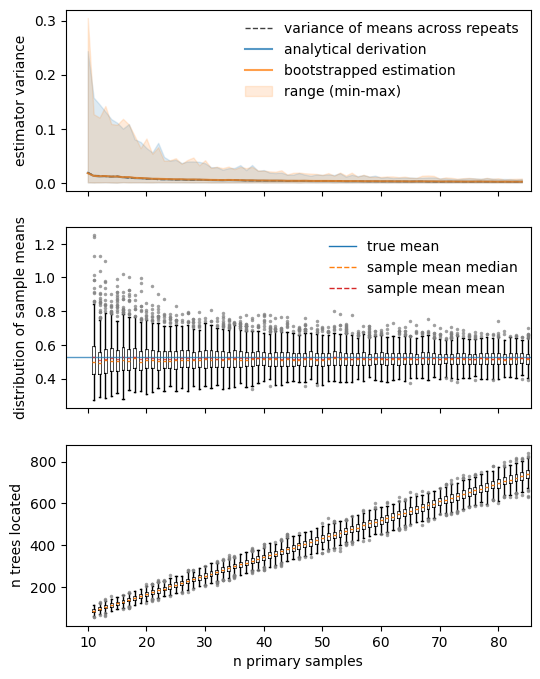 0.3
0.2
0.1
0.0
estimator variance
variance of means across repeats
analytical derivation
bootstrapped estimation
range (min-max)
1.2
1.0
0.8
0.6
0.4
distribution of sample means
true mean
sample mean median
sample mean mean
800
600
400
200
n trees located
10 20 30 40 50 60 70 80
n primary samples